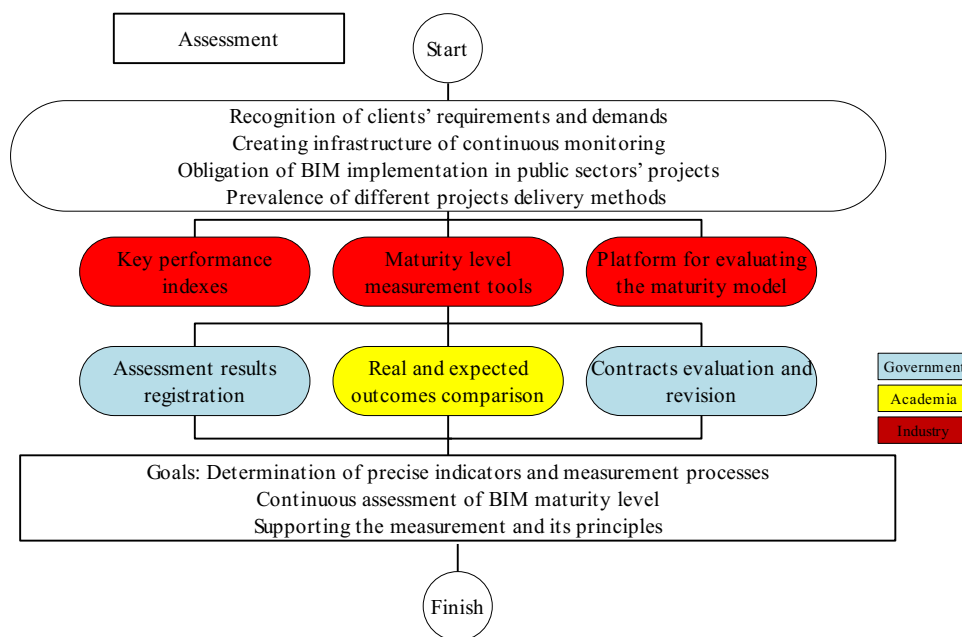 Assessment
Start
Recognition of clients' requirements and demands
Creating infrastructure of continuous monitoring
Obligation of BIM implementation in public sectors' projects
Prevalence of different projects delivery methods
Key performance
indexes
Maturity level
measurement tools
Platform for evaluating
the maturity model
Assessment results
registration
Real and expected
outcomes comparison
Contracts evaluation and
revision
Government
Academia
Industry
Goals: Determination of precise indicators and measurement processes
Continuous assessment of BIM maturity level
Supporting the measurement and its principles
Finish